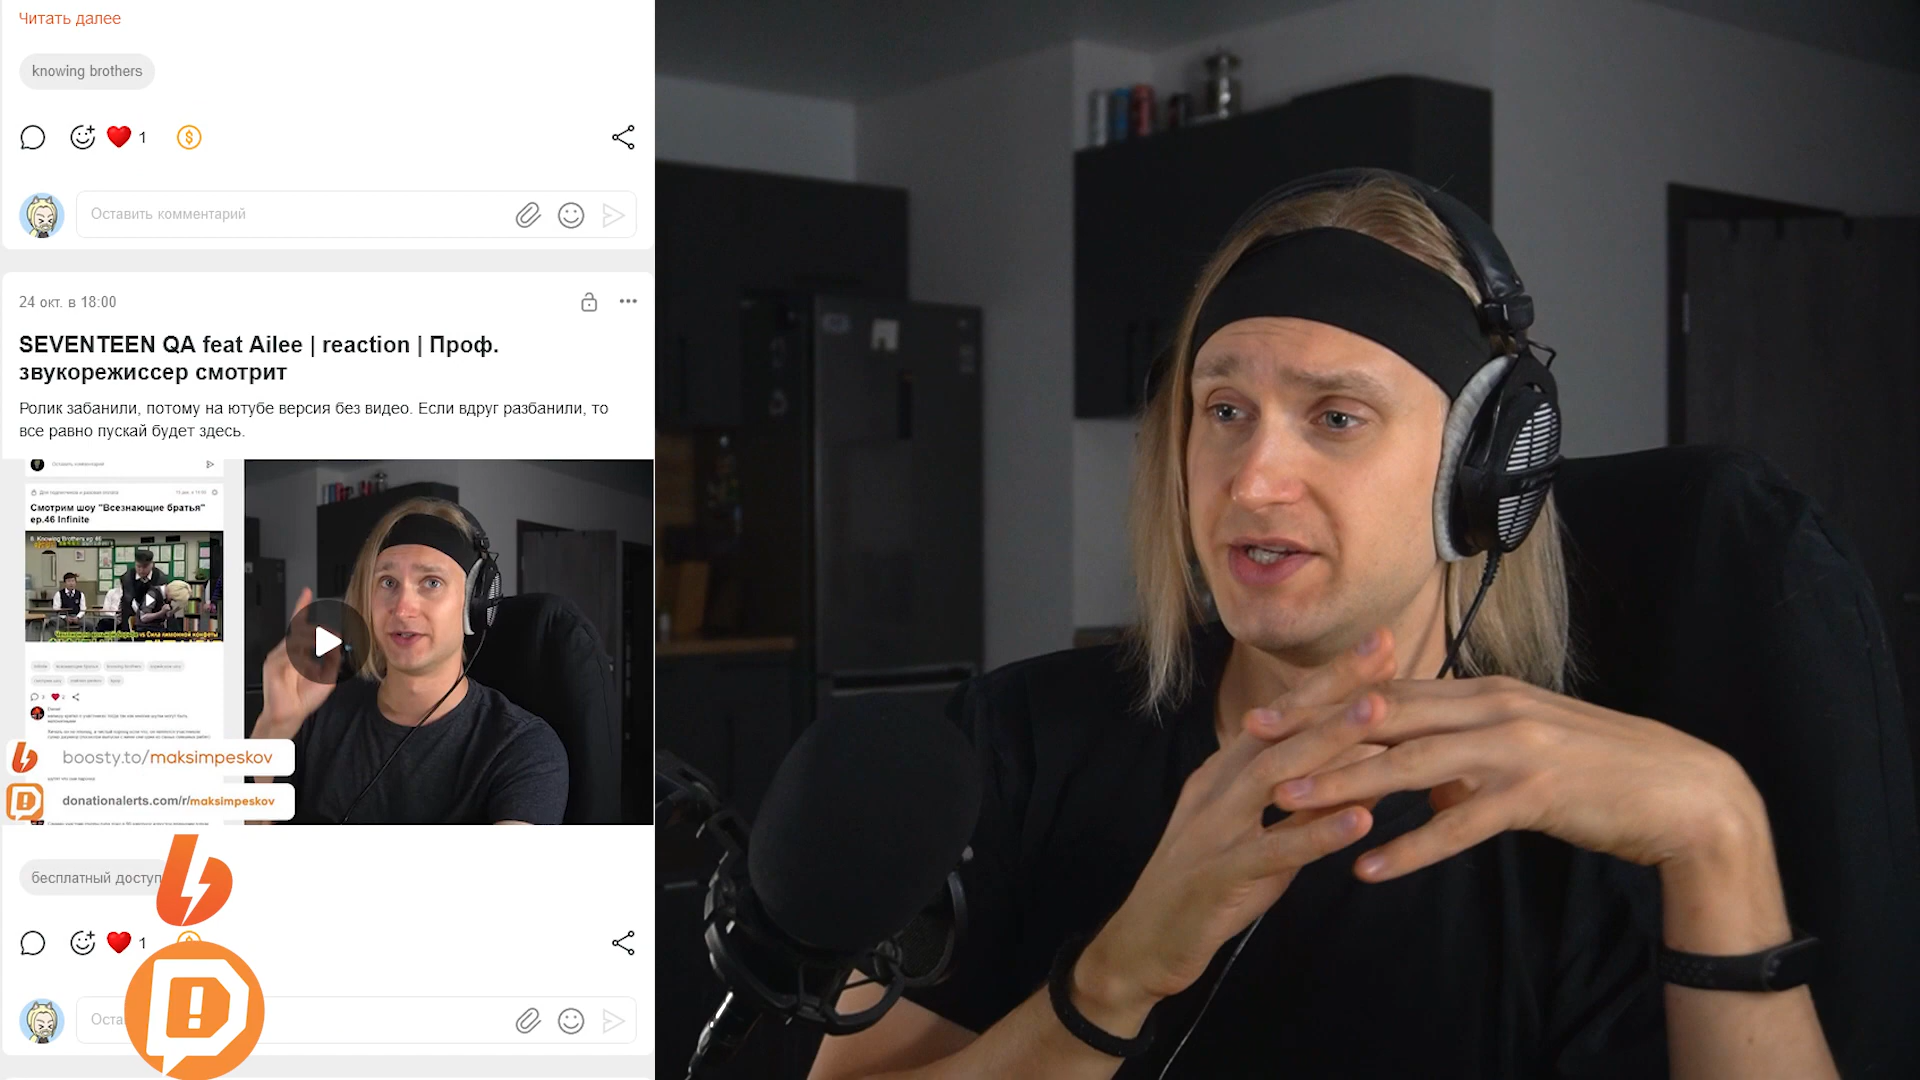 Читать далее
knowing brothers
1
Оставить комментарий
24 окт. в 18:00
SEVENTEEN QA feat Ailee | reaction | Проф.
звукорежиссер смотрит
Ролик забанили, потому на ютубе версия без видео. Если вдруг разбанили, то
все равно пускай будет здесь.
Оставить комментарий
Смотрим шоу "Всезнающие братья"
ep.46 Infinite
boosty.to/maksimpeskov
donationalerts.com/r/maksimpeskov
бесплатный доступ
1
Оста